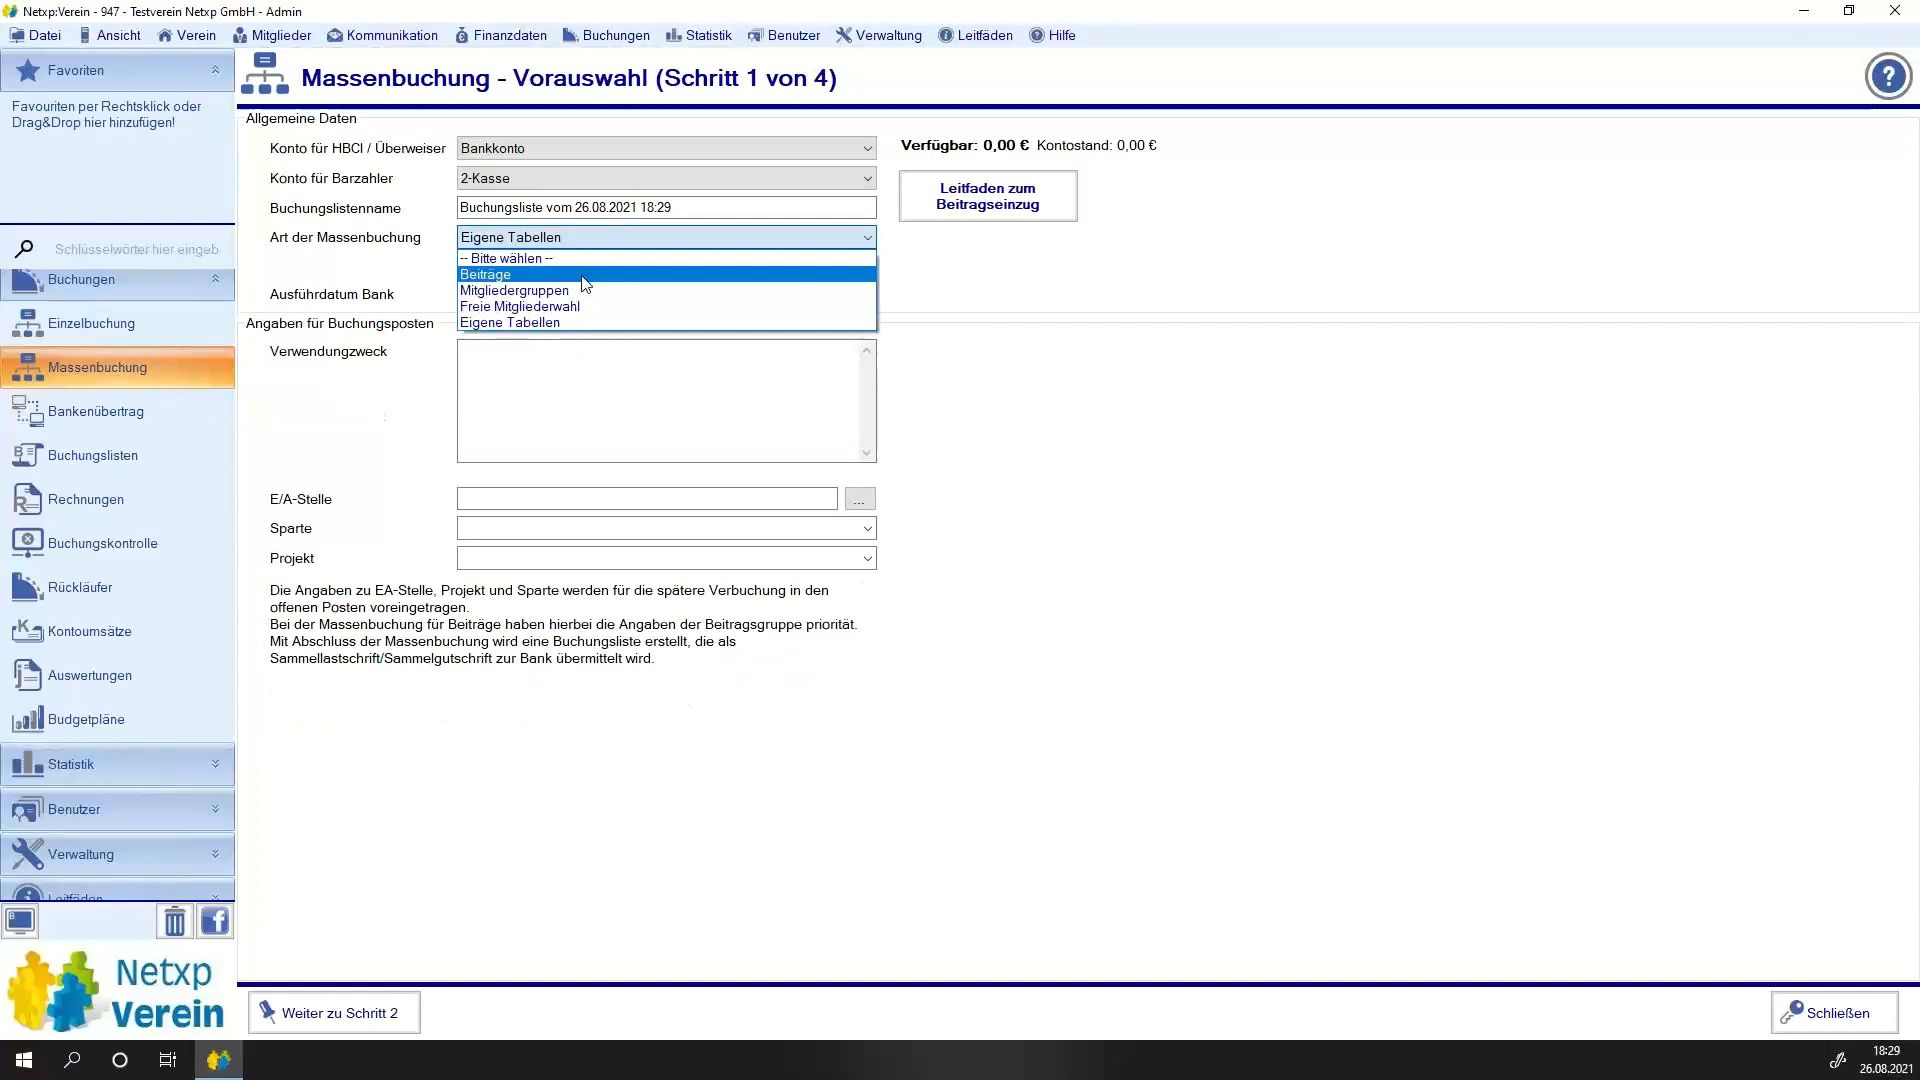 Netxp:Verein - 947 - Testverein Netxp GmbH - Admin
Datei Ansicht Verein Mitglieder Kommunikation Finanzdaten Buchungen Statistik Benutzer Verwaltung Leitfäden Hilfe
Favoriten
Favouriten per Rechtsklick oder
Drag&Drop hier hinzufügen!
Schlüsselwörter hier eingeb
Buchungen
Einzelbuchung
Massenbuchung
Bankenübertrag
Buchungslisten
Rechnungen
Buchungskontrolle
Rückläufer
Kontoumsätze
Auswertungen
Budgetpläne
Statistik
Benutzer
Verwaltung
Leitfäden
Netxp
Verein
Massenbuchung - Vorauswahl (Schritt 1 von 4)
?
Allgemeine Daten
Konto für HBCI / Überweiser Bankkonto
Verfügbar: 0,00 € Kontostand: 0,00 €
Konto für Barzahler 2-Kasse
Leitfaden zum
Beitragseinzug
Buchungslistenname Buchungsliste vom 26.08.2021 18:29
Art der Massenbuchung Eigene Tabellen
-- Bitte wählen --
Beiträge
Mitgliedergruppen
Freie Mitgliederwahl
Eigene Tabellen
Ausführdatum Bank
Angaben für Buchungsposten
Verwendungzweck
E/A-Stelle ...
Sparte
Projekt
Die Angaben zu EA-Stelle, Projekt und Sparte werden für die spätere Verbuchung in den
offenen Posten voreingetragen.
Bei der Massenbuchung für Beiträge haben hierbei die Angaben der Beitragsgruppe priorität.
Mit Abschluss der Massenbuchung wird eine Buchungsliste erstellt, die als
Sammellastschrift/Sammelgutschrift zur Bank übermittelt wird.
Weiter zu Schritt 2
Schließen
18:29
26.08.2021